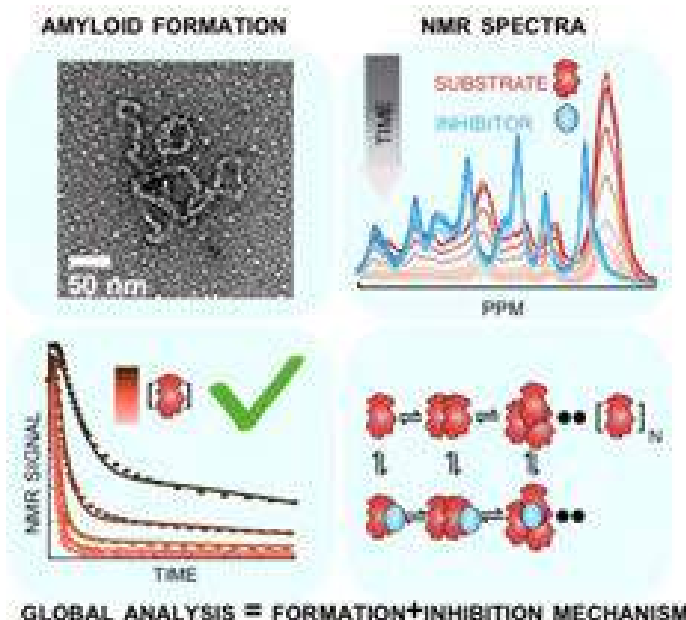 AMYLOID FORMATION
NMR SPECTRA
50 nm
TIME
SUBSTRATE
INHIBITOR
PPM
NMR SIGNAL
TIME
[ ]
[ ]N
GLOBAL ANALYSIS = FORMATION+INHIBITION MECHANISM